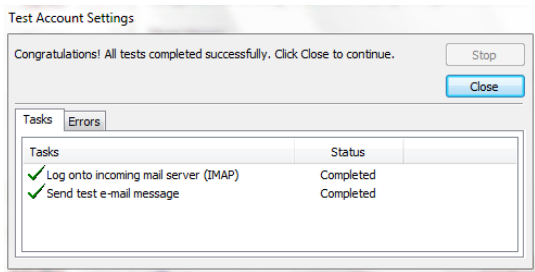 Test Account Settings
Congratulations! All tests completed successfully. Click Close to continue.
Stop
Close
Tasks Errors
Tasks Status
Log onto incoming mail server (IMAP) Completed
Send test e-mail message Completed